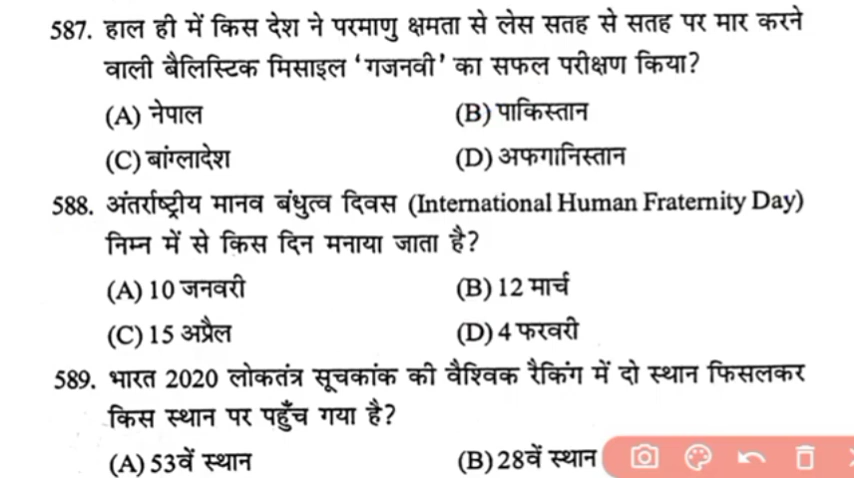 587. हाल ही में किस देश ने परमाणु क्षमता से लेस सतह से सतह पर मार करने
वाली बैलिस्टिक मिसाइल ‘गजनवी’ का सफल परीक्षण किया?
(A) नेपाल (B) पाकिस्तान
(C) बांग्लादेश (D) अफगानिस्तान
588. अंतर्राष्ट्रीय मानव बंधुत्व दिवस (International Human Fraternity Day)
निम्न में से किस दिन मनाया जाता है?
(A) 10 जनवरी (B) 12 मार्च
(C) 15 अप्रैल (D) 4 फरवरी
589. भारत 2020 लोकतंत्र सूचकांक की वैश्विक रैकिंग में दो स्थान फिसलकर
किस स्थान पर पहुँच गया है?
(A) 53वें स्थान (B) 28वें स्थान